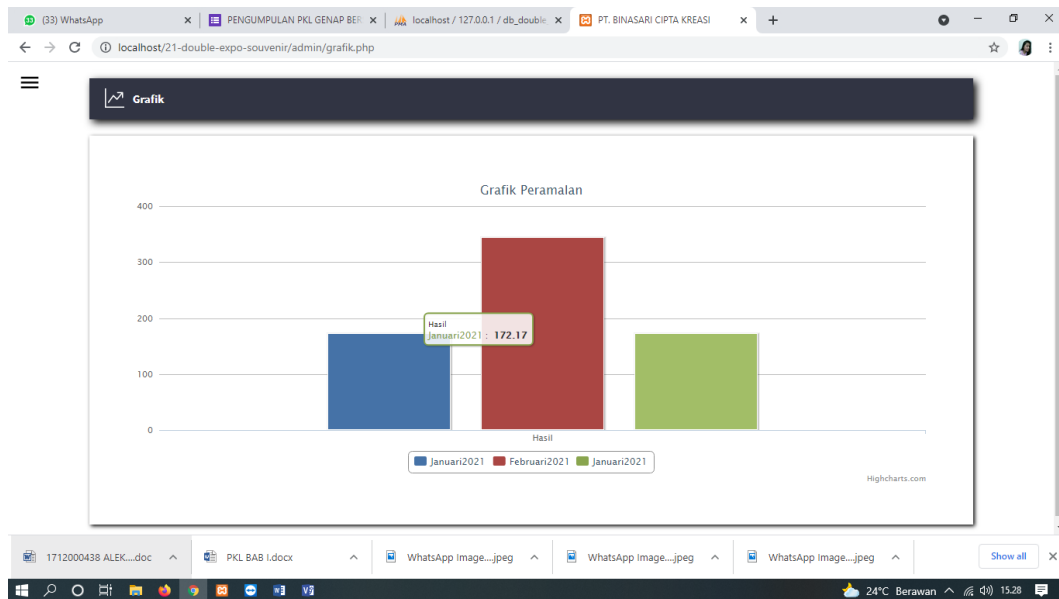 (33) WhatsApp
PENGUMPULAN PKL GENAP BER
localhost / 127.0.0.1 / db_double
PT. BINASARI CIPTA KREASI
localhost/21-double-expo-souvenir/admin/grafik.php
Grafik
Grafik Peramalan
400
300
200
100
0
Hasil
Januari2021 : 172.17
Hasil
Januari2021 Februari2021 Januari2021
Highcharts.com
1712000438 ALEK....doc
PKL BAB I.docx
WhatsApp Image....jpeg
WhatsApp Image....jpeg
WhatsApp Image....jpeg
Show all
24°C Berawan
15.28